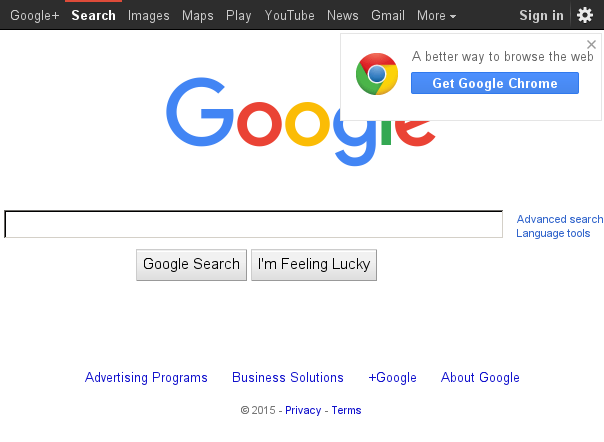 Google+ Search Images Maps Play YouTube News Gmail More Sign in
A better way to browse the web
Get Google Chrome
Google
Advanced search
Language tools
Google Search I'm Feeling Lucky
Advertising Programs Business Solutions +Google About Google
© 2015 - Privacy - Terms